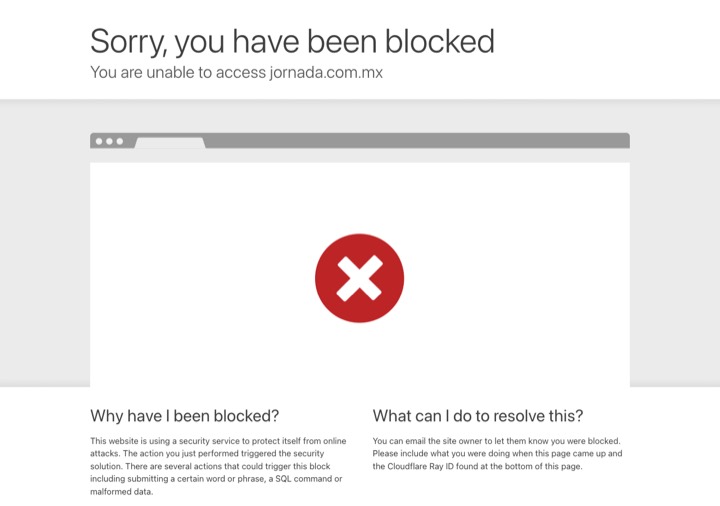 Sorry, you have been blocked
You are unable to access jornada.com.mx
Why have I been blocked?
This website is using a security service to protect itself from online
attacks. The action you just performed triggered the security
solution. There are several actions that could trigger this block
including submitting a certain word or phrase, a SQL command or
malformed data.
What can I do to resolve this?
You can email the site owner to let them know you were blocked.
Please include what you were doing when this page came up and
the Cloudflare Ray ID found at the bottom of this page.